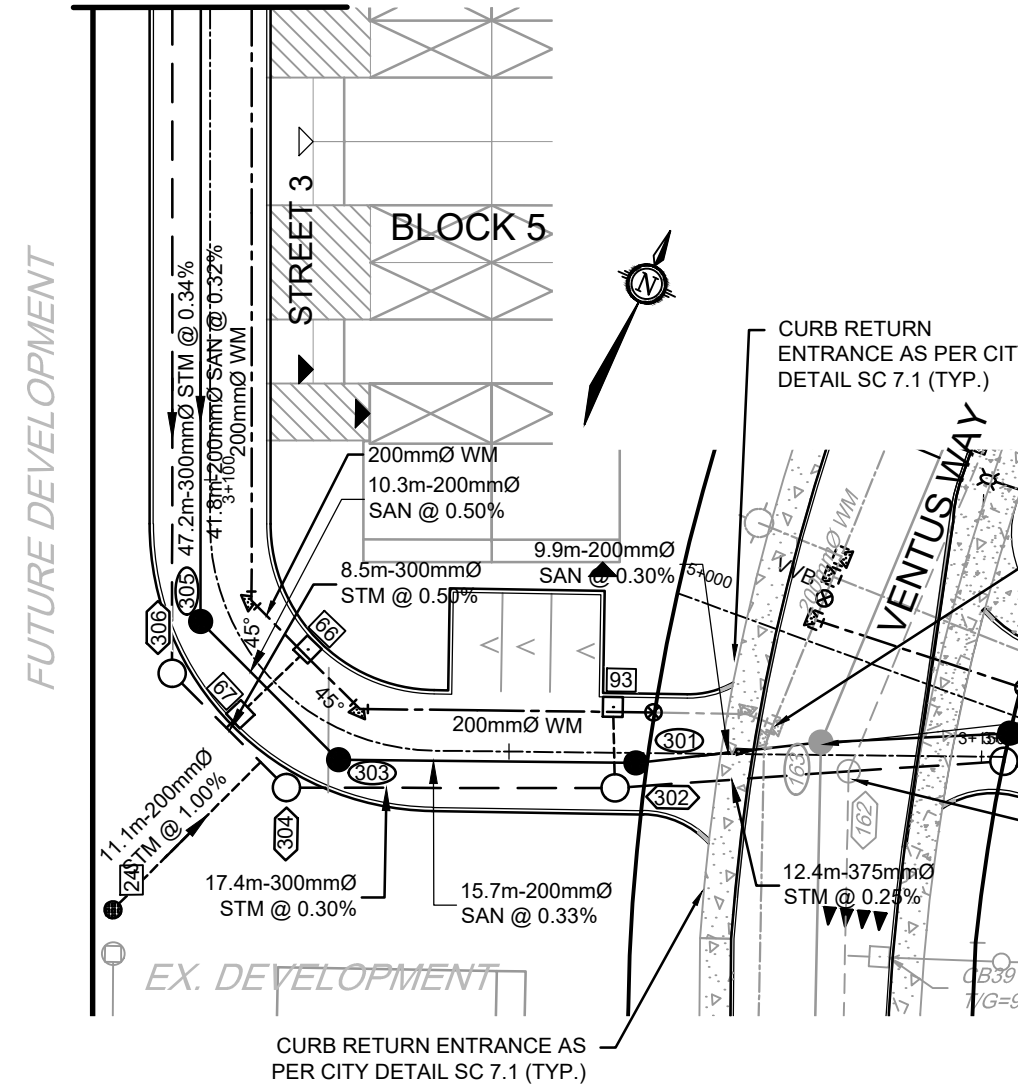 STREET 3
BLOCK 5
FUTURE DEVELOPMENT
47.2m-300mmØ STM @ 0.34%
41.8m-200mmØ SAN @ 0.32%
3+100
200mmØ WM
N
CURB RETURN
ENTRANCE AS PER CIT
DETAIL SC 7.1 (TYP.)
VENTUS WAY
200mmØ WM
VB
200mmØ WM
10.3m-200mmØ
SAN @ 0.50%
8.5m-300mmØ
STM @ 0.50%
9.9m-200mmØ
SAN @ 0.30%
5+000
305
306
45°
66
67
45°
93
200mmØ WM
301
303
302
304
163
162
11.1m-200mmØ
STM @ 1.00%
24
17.4m-300mmØ
STM @ 0.30%
15.7m-200mmØ
SAN @ 0.33%
12.4m-375mmØ
STM @ 0.25%
EX. DEVELOPMENT
CB39
T/G=9
CURB RETURN ENTRANCE AS
PER CITY DETAIL SC 7.1 (TYP.)